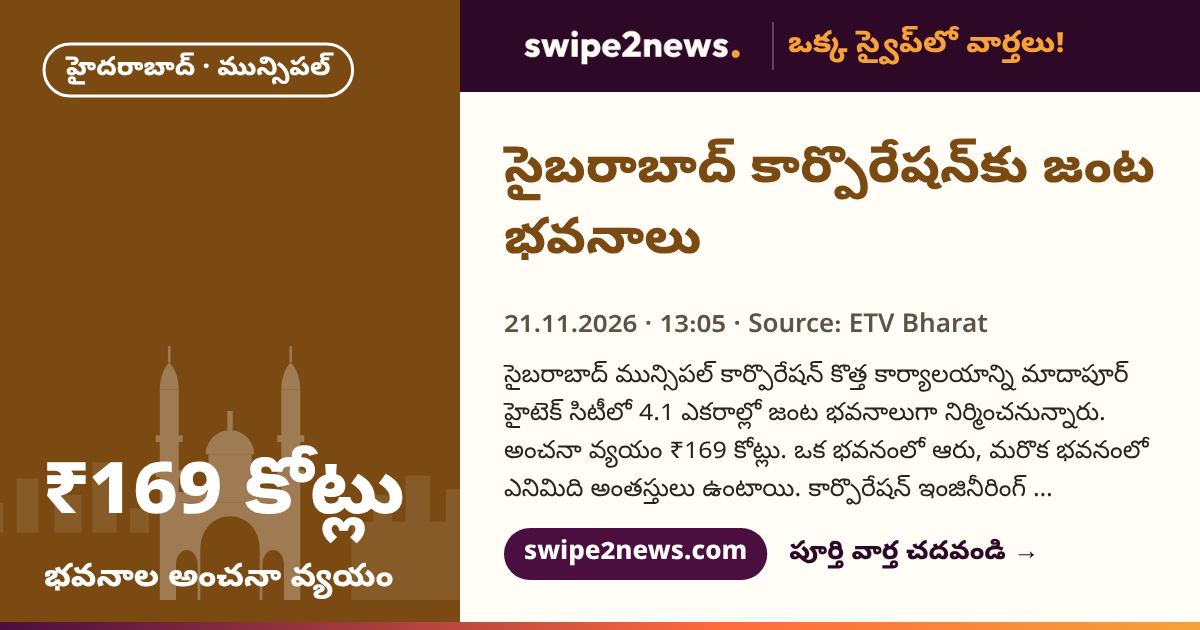 హైదరాబాద్ · మున్సిపల్
swipe2news.
ఒక్క స్వైప్‌లో వార్తలు!
సైబరాబాద్ కార్పొరేషన్‌కు జంట
భవనాలు
21.11.2026 · 13:05 · Source: ETV Bharat
సైబరాబాద్ మున్సిపల్ కార్పొరేషన్ కొత్త కార్యాలయాన్ని మాదాపూర్
హైటెక్ సిటీలో 4.1 ఎకరాల్లో జంట భవనాలుగా నిర్మించనున్నారు.
అంచనా వ్యయం ₹169 కోట్లు. ఒక భవనంలో ఆరు, మరొక భవనంలో
ఎనిమిది అంతస్తులు ఉంటాయి. కార్పొరేషన్ ఇంజినీరింగ్ ...
₹169 కోట్లు
భవనాల అంచనా వ్యయం
swipe2news.com
పూర్తి వార్త చదవండి →